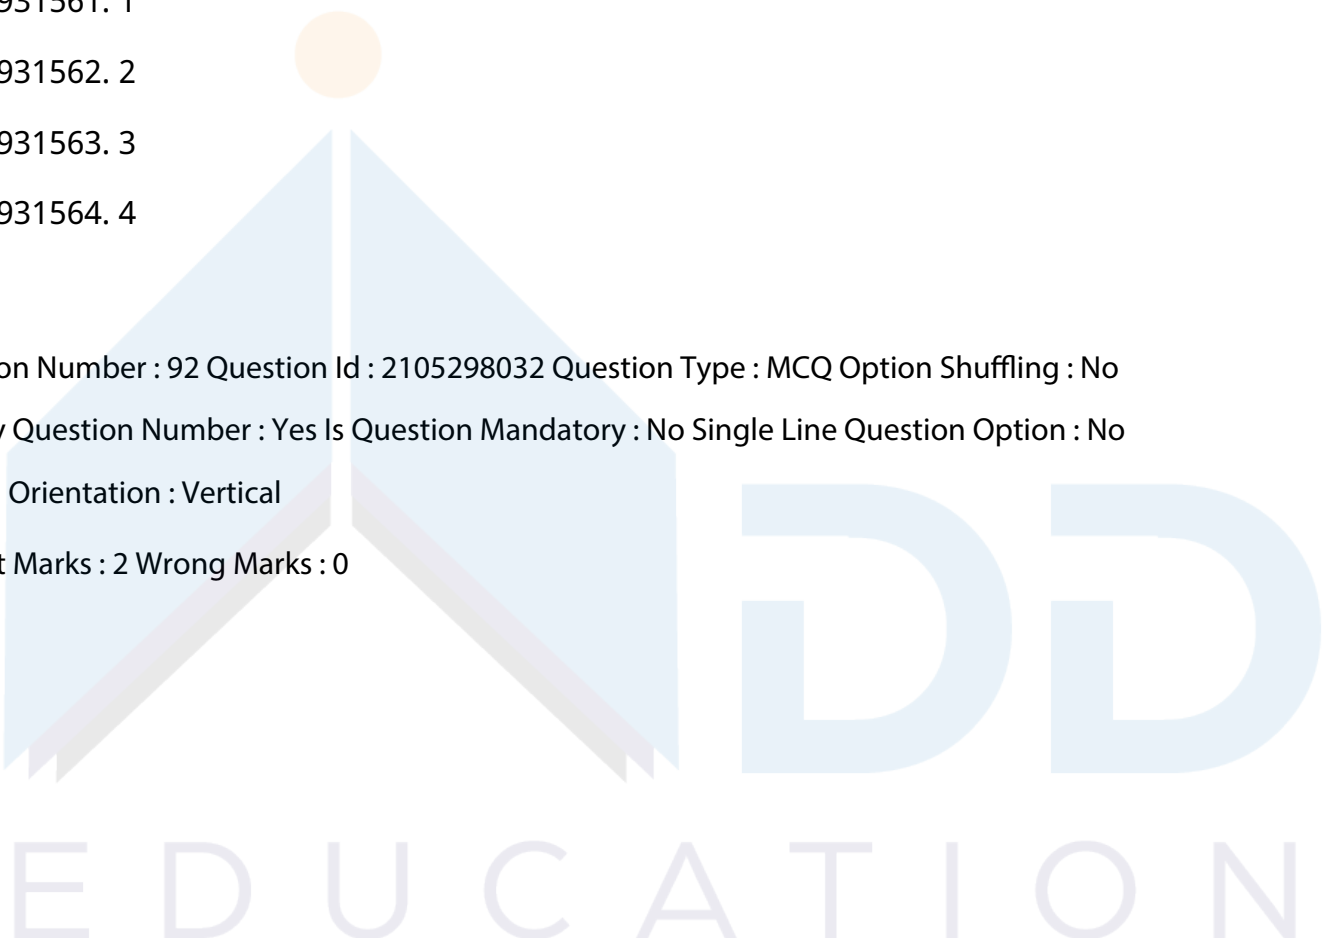 931561. 1
931562. 2
931563. 3
931564. 4
on Number : 92 Question Id : 2105298032 Question Type : MCQ Option Shuffling : No
y Question Number : Yes Is Question Mandatory : No Single Line Question Option : No
Orientation : Vertical
t Marks : 2 Wrong Marks : 0
DD
EDUCATION